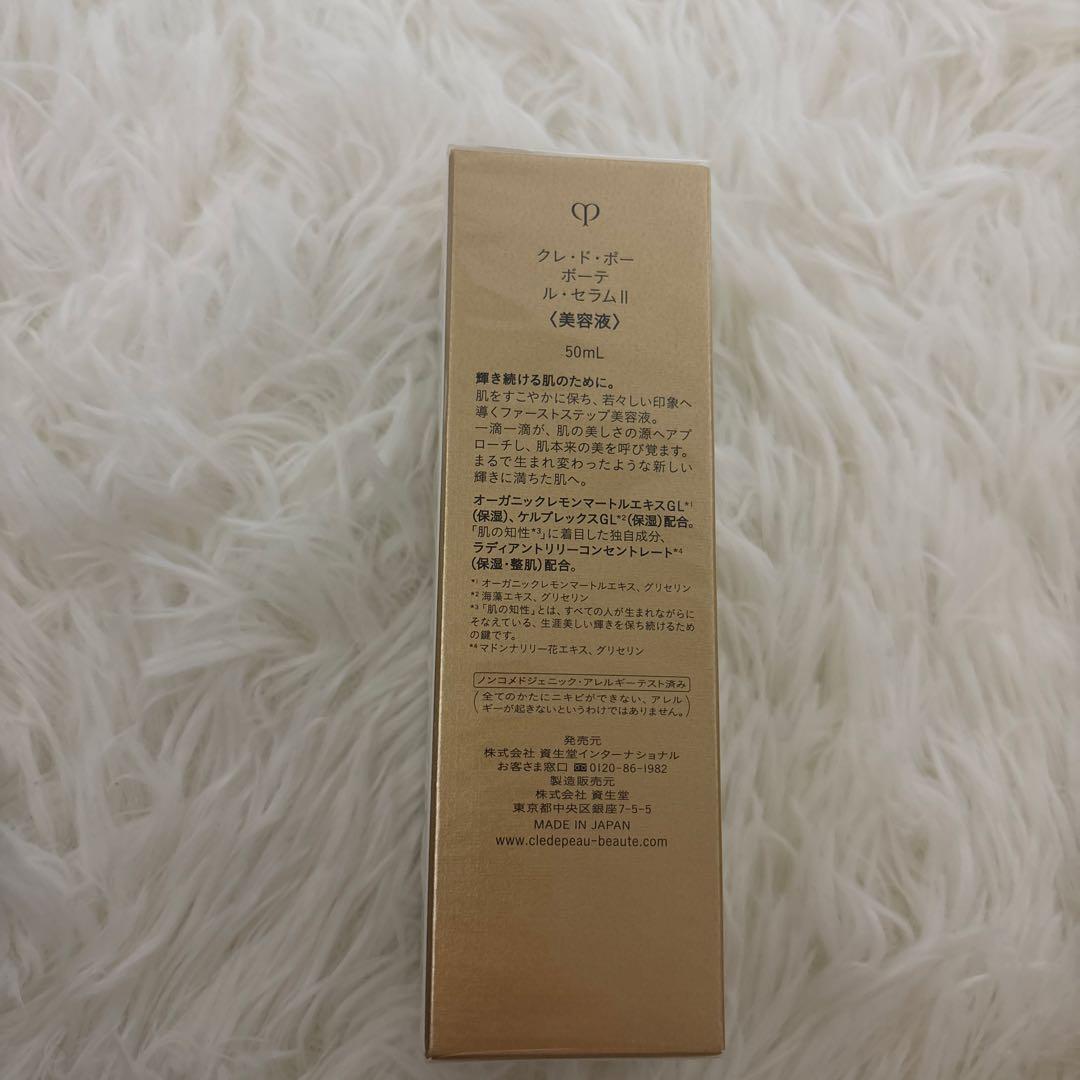 クレ・ド・ポー
ボーテ
ル・セラムⅡ
〈美容液〉
50mL
輝き続ける肌のために。
肌をすこやかに保ち、若々しい印象へ
導くファーストステップ美容液。
一滴一滴が、肌の美しさの源へアプ
ローチし、肌本来の美を呼び覚ます。
まるで生まれ変わったような新しい
輝きに満ちた肌へ。
オーガニックレモンマートルエキスGL*1
(保湿)、ケルプレックスGL*2(保湿)配合。
「肌の知性*3」に着目した独自成分、
ラディアントリリーコンセントレート*4
(保湿・整肌)配合。
*1 オーガニックレモンマートルエキス、グリセリン
*2 海藻エキス、グリセリン
*3「肌の知性」とは、すべての人が生まれながらに
そなえている、生涯美しい輝きを保ち続けるため
の鍵です。
*4 マドンナリリー花エキス、グリセリン
ノンコメドジェニック・アレルギーテスト済み
(全てのかたにニキビができない、アレル
ギーが起きないというわけではありません。)
発売元
株式会社 資生堂インターナショナル
お客さま窓口 0120-86-1982
製造販売元
株式会社 資生堂
東京都中央区銀座7-5-5
MADE IN JAPAN
www.cledepeau-beaute.com